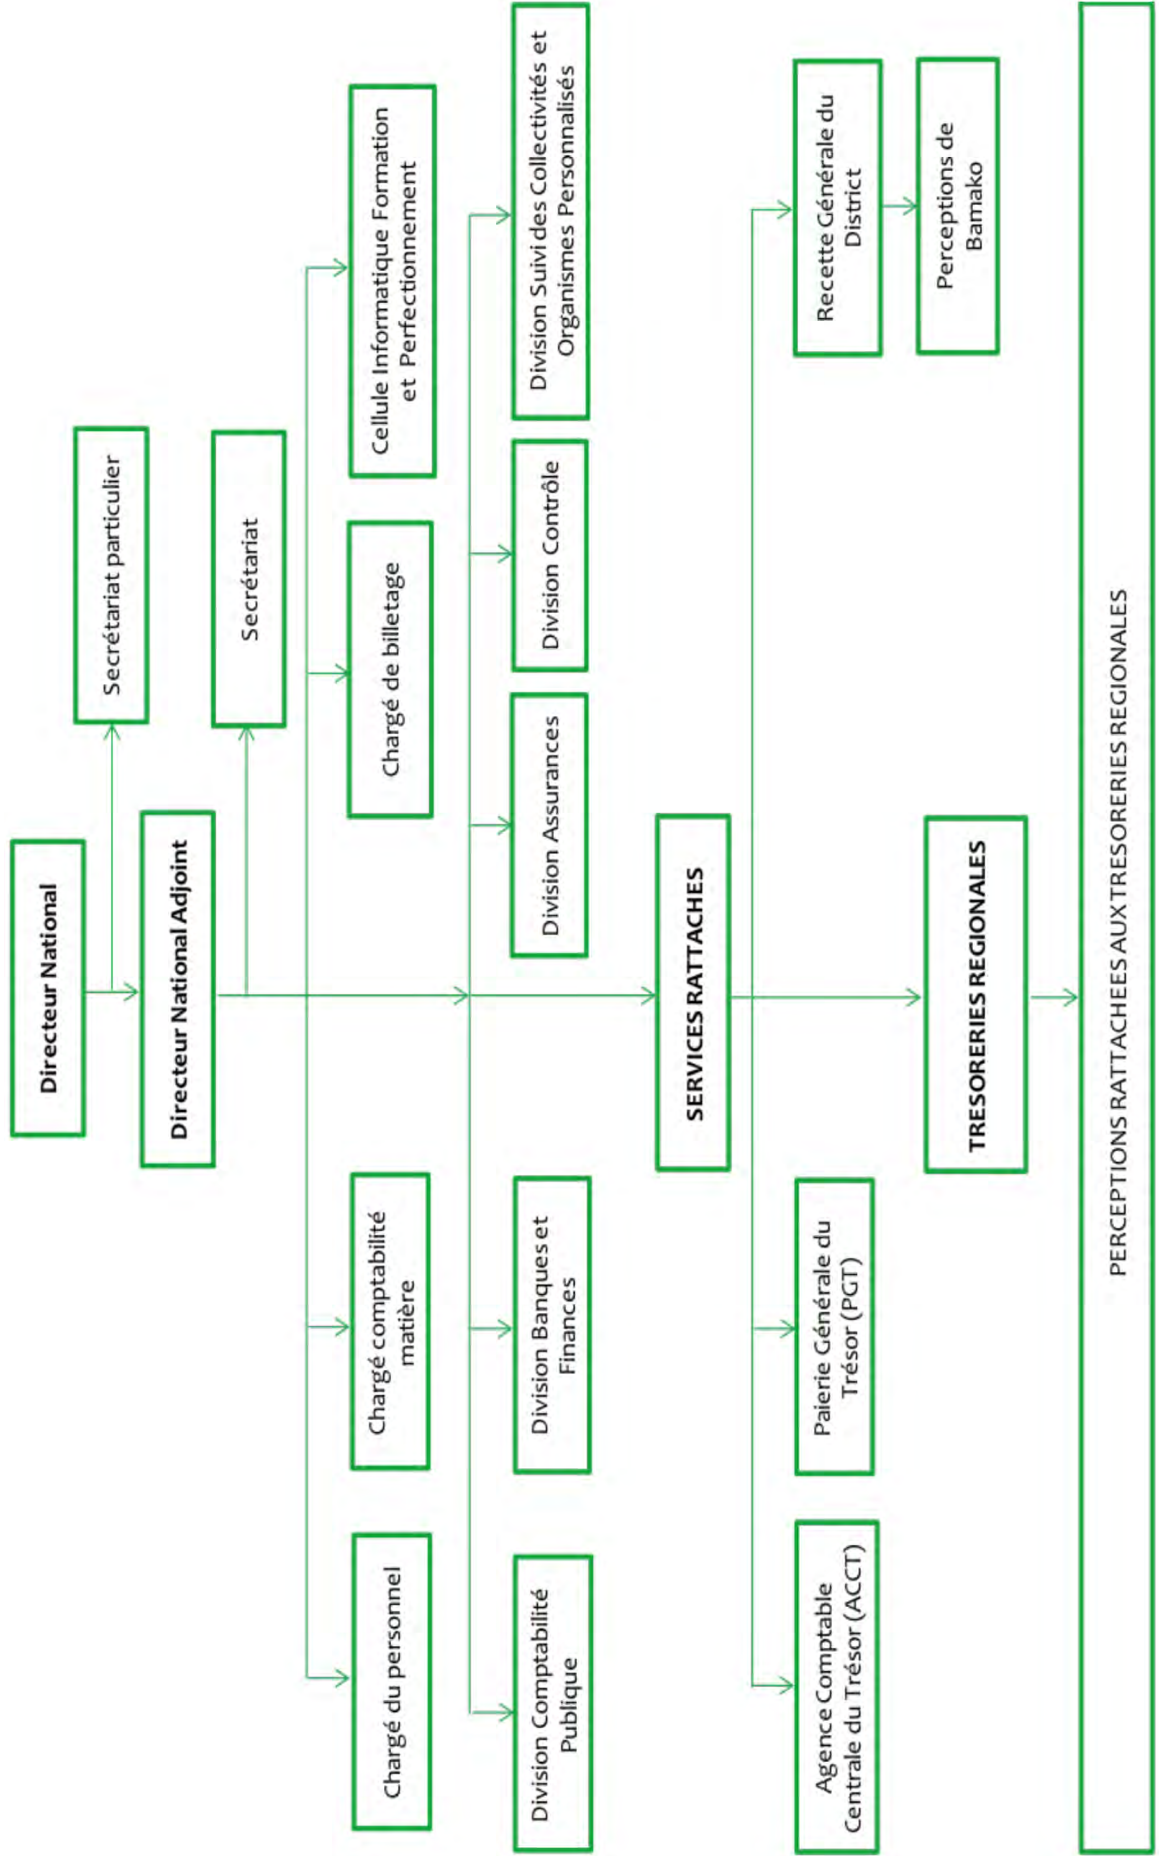 Directeur National
Secrétariat particulier
Directeur National Adjoint
Secrétariat
Chargé du personnel
Chargé comptabilité
matière
Chargé de billetage
Cellule Informatique Formation
et Perfectionnement
Division Comptabilité
Publique
Division Banques et
Finances
Division Assurances
Division Contrôle
Division Suivi des Collectivités et
Organismes Personnalisés
SERVICES RATTACHES
Agence Comptable
Centrale du Trésor (ACCT)
Paierie Générale du
Trésor (PGT)
Recette Générale du
District
Perceptions de
Bamako
TRESORERIES REGIONALES
PERCEPTIONS RATTACHEES AUX TRESORERIES REGIONALES